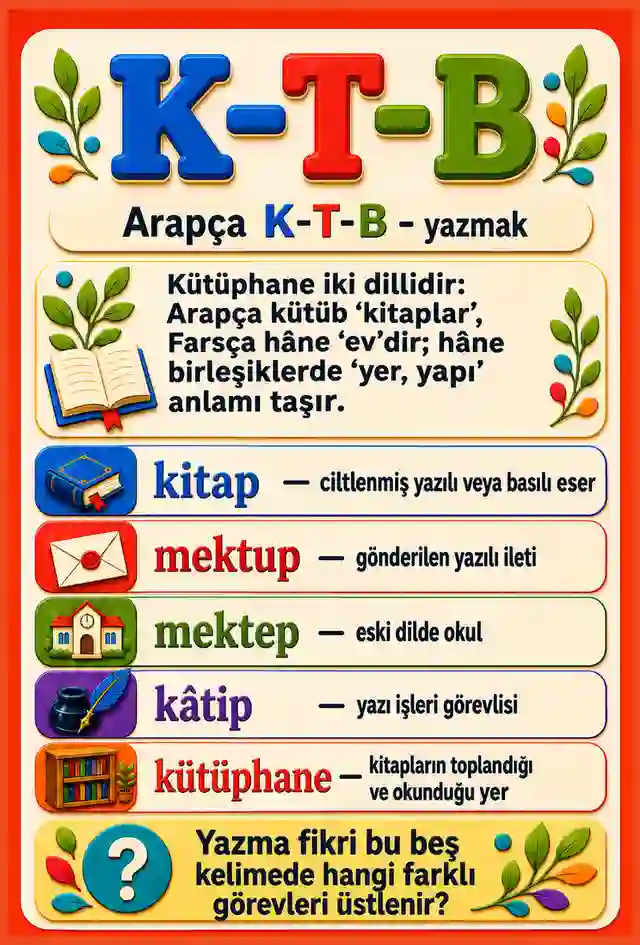 K-T-B
Arapça K-T-B - yazmak
Kütüphane iki dillidir:
Arapça kütüb ‘kitaplar’,
Farsça hâne ‘ev’dir; hâne
birleşiklerde ‘yer, yapı’
anlamı taşır.
kitap — ciltlenmiş yazılı veya basılı eser
mektup — gönderilen yazılı ileti
mektep — eski dilde okul
kâtip — yazı işleri görevlisi
kütüphane — kitapların toplandığı
ve okunduğu yer
?
Yazma fikri bu beş
kelimede hangi farklı
görevleri üstlenir?